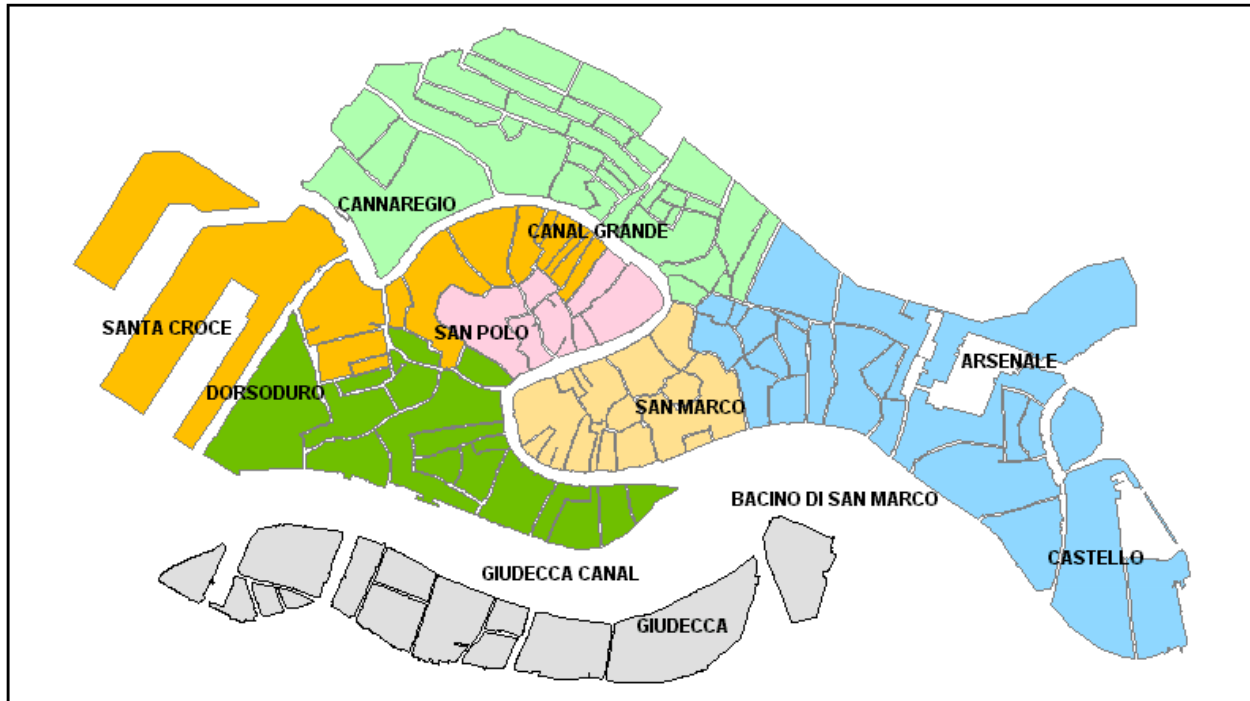 CANNAREGIO
CANAL GRANDE
SANTA CROCE
SAN POLO
ARSENALE
DORSODURO
SAN MARCO
BACINO DI SAN MARCO
CASTELLO
GIUDECCA CANAL
GIUDECCA